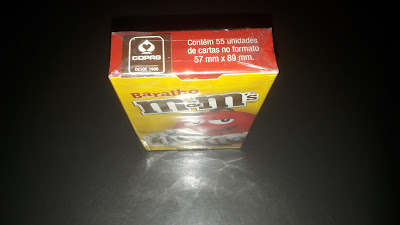 COPAG
DESDE 1908
Contém 55 unidades
de cartas no formato
57 mm x 89 mm.
Baralho
m&m's